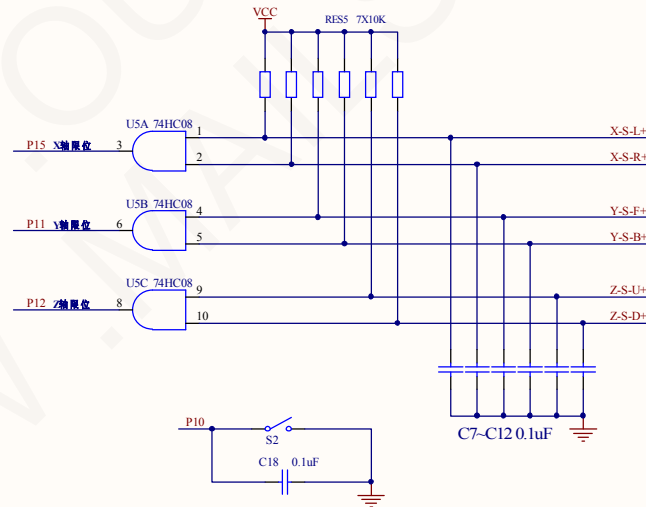 VCC
RES5 7X10K
U5A 74HC08
1
X-S-L+
P15 X轴限位 3
2
X-S-R+
U5B 74HC08
4
Y-S-F+
P11 Y轴限位 6
5
Y-S-B+
U5C 74HC08
9
Z-S-U+
P12 Z轴限位 8
10
Z-S-D+
C7~C12 0.1uF
P10
S2
C18 0.1uF